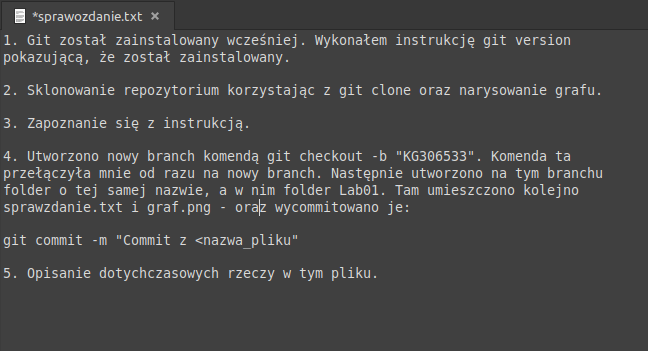 *sprawozdanie.txt ×
1. Git został zainstalowany wcześniej. Wykonałem instrukcję git version
pokazującą, że został zainstalowany.
2. Sklonowanie repozytorium korzystając z git clone oraz narysowanie grafu.
3. Zapoznanie się z instrukcją.
4. Utworzono nowy branch komendą git checkout -b "KG306533". Komenda ta
przełączyła mnie od razu na nowy branch. Następnie utworzono na tym branchu
folder o tej samej nazwie, a w nim folder Lab01. Tam umieszczono kolejno
sprawzdanie.txt i graf.png - oraz wycommitowano je:
git commit -m "Commit z <nazwa_pliku"
5. Opisanie dotychczasowych rzeczy w tym pliku.